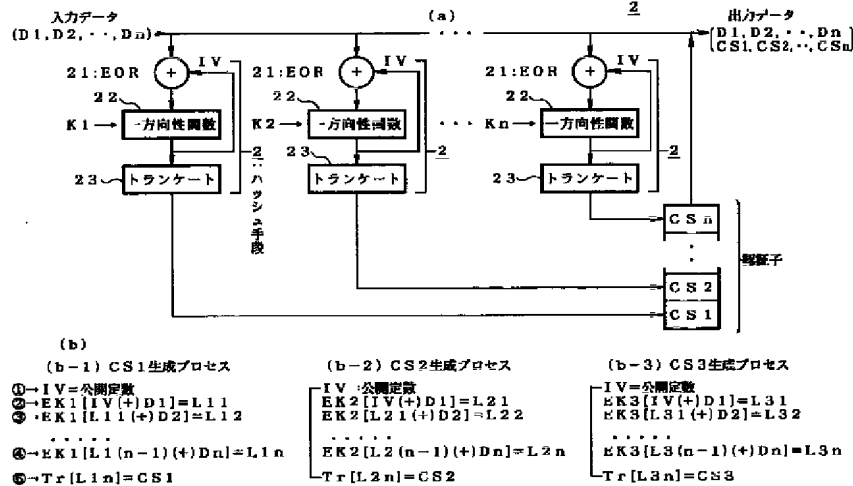 入力データ
(D1,D2,··,Dn)
(a)
2
出力データ
(D1,D2,··,Dn
CS1,CS2,··,CSn)
· · ·
IV
IV
IV
21:EOR
21:EOR
21:EOR
+
+
+
22
22
22
K1→
一方向性関数
K2→
一方向性関数
· · · Kn→
一方向性関数
2:ハッシュ手段
2
2
23
23
23
トランケート
トランケート
トランケート
CSn
·
·
CS2
CS1
認証子
(b)
(b-1) CS1生成プロセス
①→IV=公開定数
②→EK1[IV(+)D1]=L11
③→EK1[L11(+)D2]=L12
· · · · ·
④→EK1[L1(n-1)(+)Dn]=L1n
⑤→Tr[L1n]=CS1
(b-2) CS2生成プロセス
IV:公開定数
EK2[IV(+)D1]=L21
EK2[L21(+)D2]=L22
· · · · ·
EK2[L2(n-1)(+)Dn]=L2n
Tr[L2n]=CS2
(b-3) CS3生成プロセス
IV=公開定数
EK3[IV(+)D1]=L31
EK3[L31(+)D2]=L32
· · · · ·
EK3[L3(n-1)(+)Dn]=L3n
Tr[L3n]=CS3